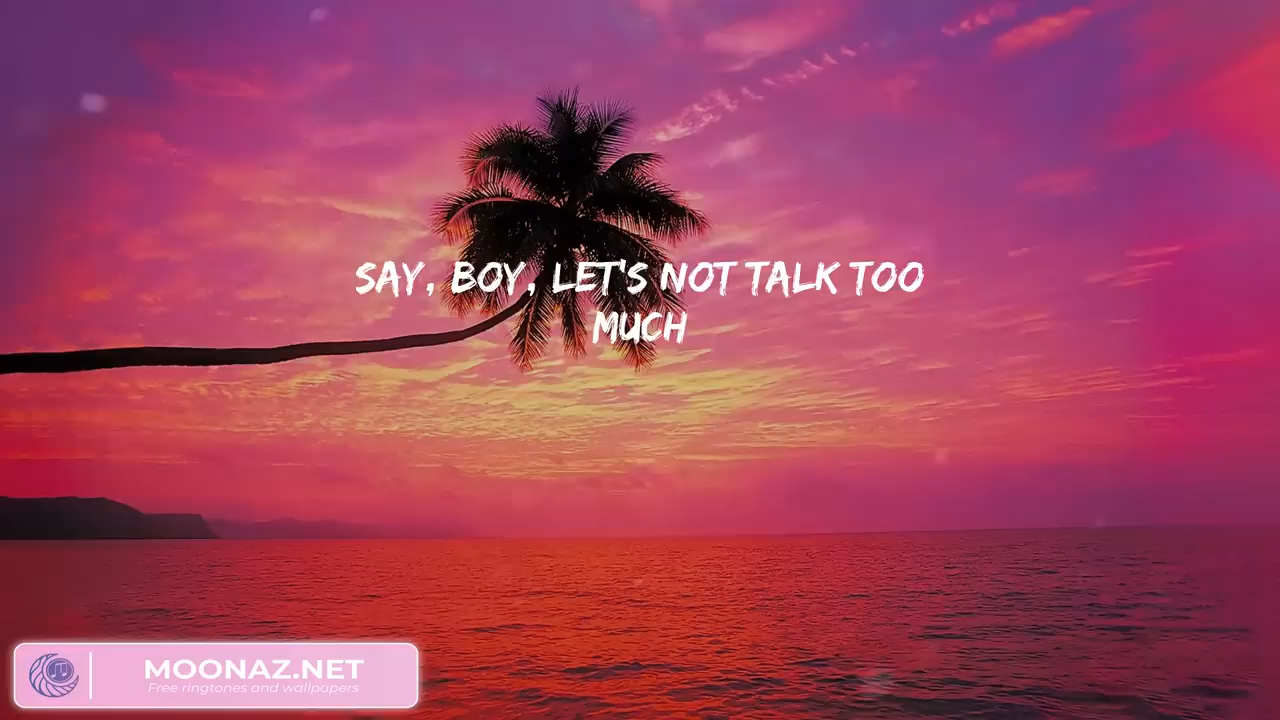 SAY, BOY, LET'S NOT TALK TOO
MUCH
MOONAZ.NET
Free ringtones and wallpapers